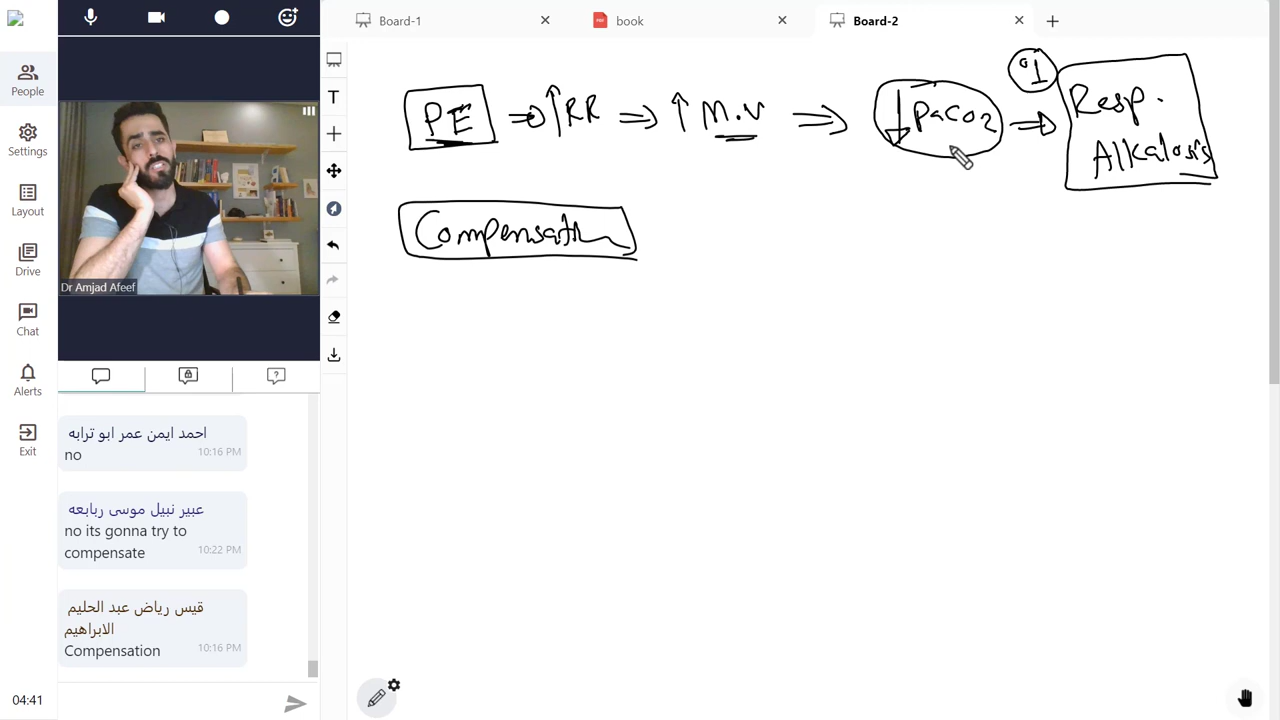 Board-1
book
Board-2
People
Settings
Layout
Drive
Chat
Alerts
Exit
04:41
T
PDF
Dr Amjad Afeef
احمد ايمن عمر ابو ترابه
no
10:16 PM
عبير نبيل موسى ربابعه
no its gonna try to
compensate
10:22 PM
قيس رياض عبد الحليم
الابراهيم
Compensation
10:16 PM
PE ⇒ ↑RR ⇒ ↑ M.V ⇒ ↓PaCO2 ⇒ 1° Resp.
Alkalosis
Compensation